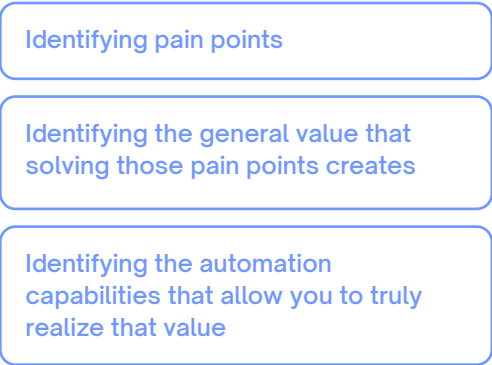 Identifying pain points
Identifying the general value that
solving those pain points creates
Identifying the automation
capabilities that allow you to truly
realize that value